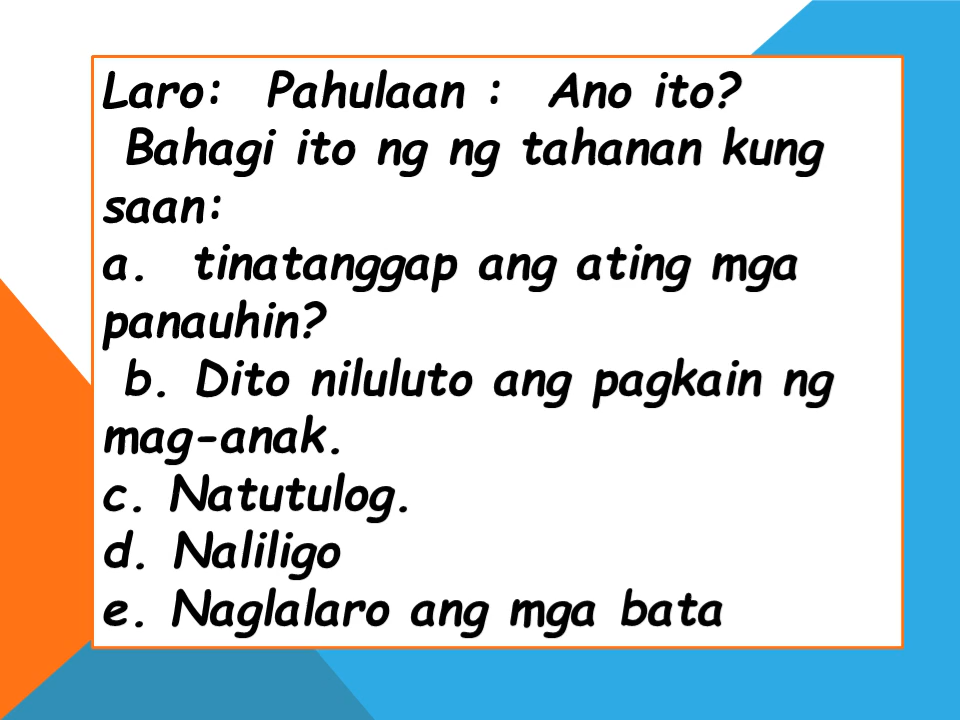 Laro: Pahulaan : Ano ito?
Bahagi ito ng ng tahanan kung
saan:
a. tinatanggap ang ating mga
panauhin?
b. Dito niluluto ang pagkain ng
mag-anak.
c. Natutulog.
d. Naliligo
e. Naglalaro ang mga bata